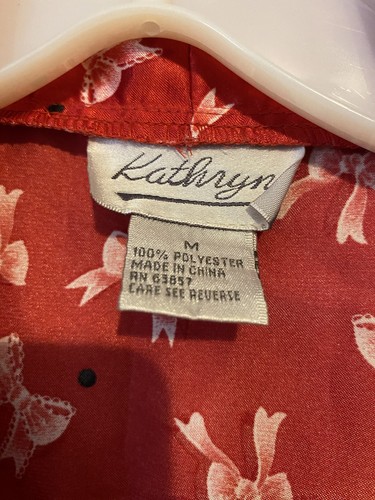 Kathryn
M
100% POLYESTER
MADE IN CHINA
RN 63857
CARE SEE REVERSE